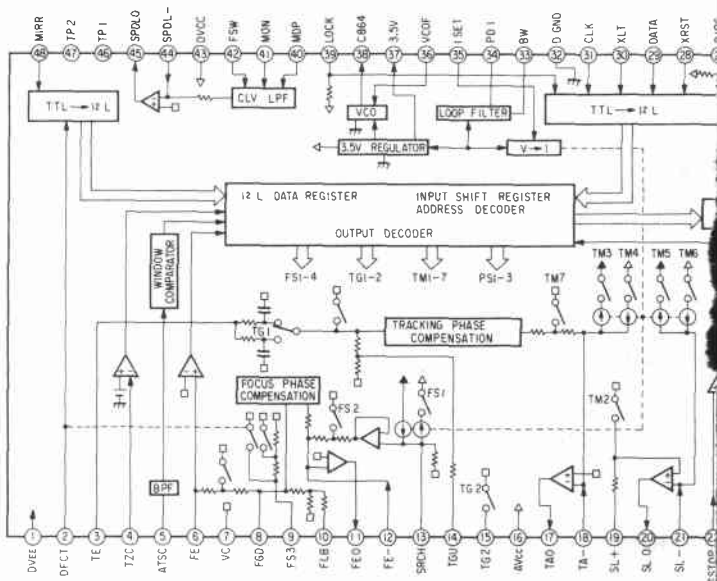 MIRR TP2 TP1 SPDLO SPDL- DVCC FSW MON MDP LOCK C864 3.5V VCOF ISET PDI BW D GND CLK XLT DATA XRST
48 47 46 45 44 43 42 41 40 39 38 37 36 35 34 33 32 31 30 29 28
TTL → I2L
CLV LPF
VCO
LOOP FILTER
TTL → I2L
3.5V REGULATOR
V→I
I2L DATA REGISTER
INPUT SHIFT REGISTER
ADDRESS DECODER
OUTPUT DECODER
WINDOW
COMPARATOR
FS1-4 TG1-2 TM1-7 PS1-3
TM3 TM4 TM5 TM6
TM7
TG1
TRACKING PHASE
COMPENSATION
FOCUS PHASE
COMPENSATION
FS2
FS1
TM2
TG2
BPF
1 2 3 4 5 6 7 8 9 10 11 12 13 14 15 16 17 18 19 20 21 22
DVEE DFCT TE TZC ATSC FE VC FGD FS3 FLB FEO FE- SRCH TGU TG2 AVCC TAO TA- SL+ SLO SL- SSTOP